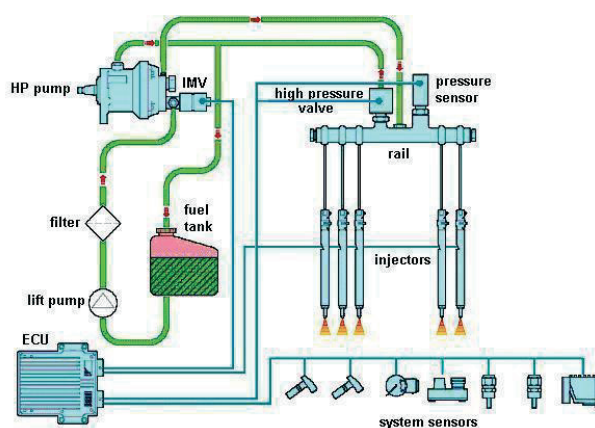 IMV
HP pump
pressure
sensor
high pressure
valve
rail
fuel
tank
filter
injectors
lift pump
ECU
system sensors